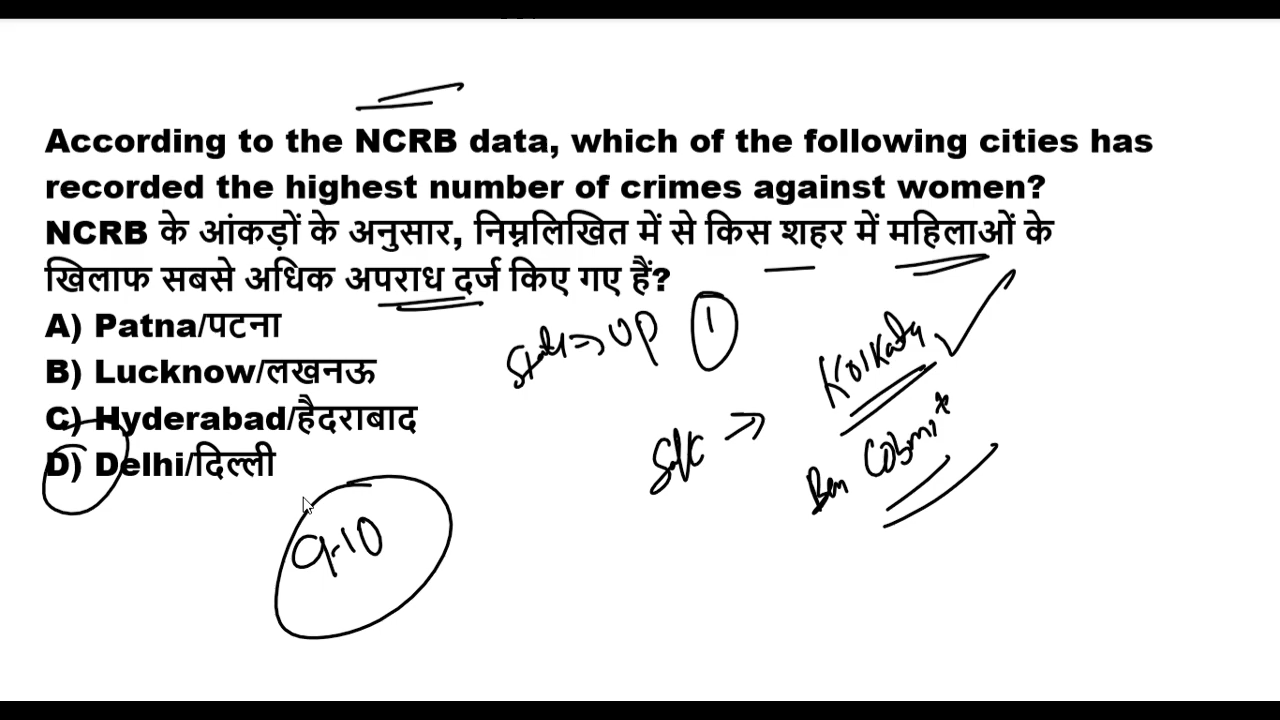 According to the NCRB data, which of the following cities has
recorded the highest number of crimes against women?
NCRB के आंकड़ों के अनुसार, निम्नलिखित में से किस शहर में महिलाओं के
खिलाफ सबसे अधिक अपराध दर्ज किए गए हैं?
A) Patna/पटना
B) Lucknow/लखनऊ
C) Hyderabad/हैदराबाद
D) Delhi/दिल्ली
UP 1
Kolkata
9-10